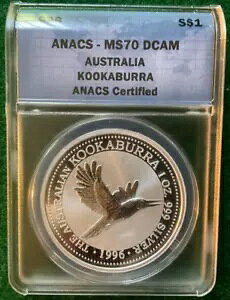 S$1
ANACS - MS70 DCAM
AUSTRALIA
KOOKABURRA
ANACS Certified
THE AUSTRALIAN KOOKABURRA 1 OZ. 999 SILVER
1996